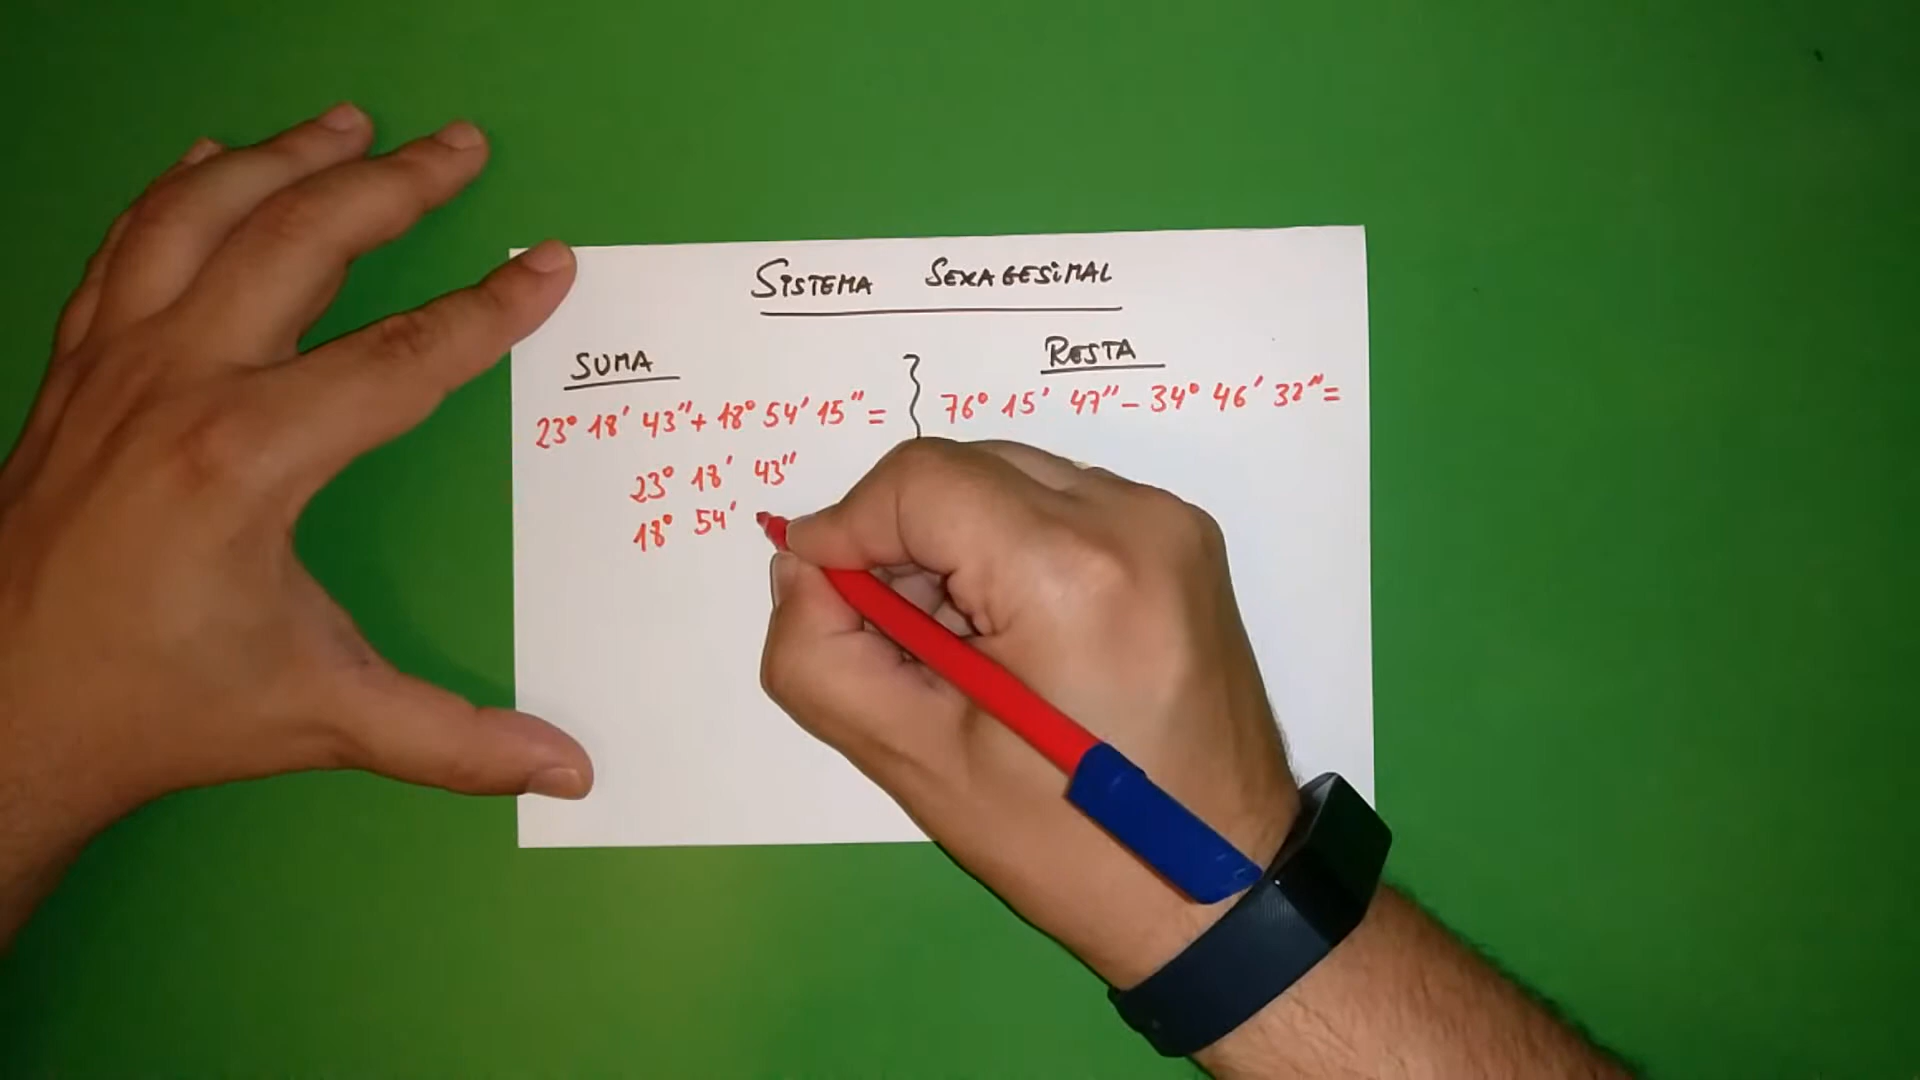 SISTEMA SEXAGESIMAL
SUMA
23° 18' 43" + 18° 54' 15" =
23° 18' 43"
18° 54'
RESTA
76° 15' 47" - 34° 46' 32" =